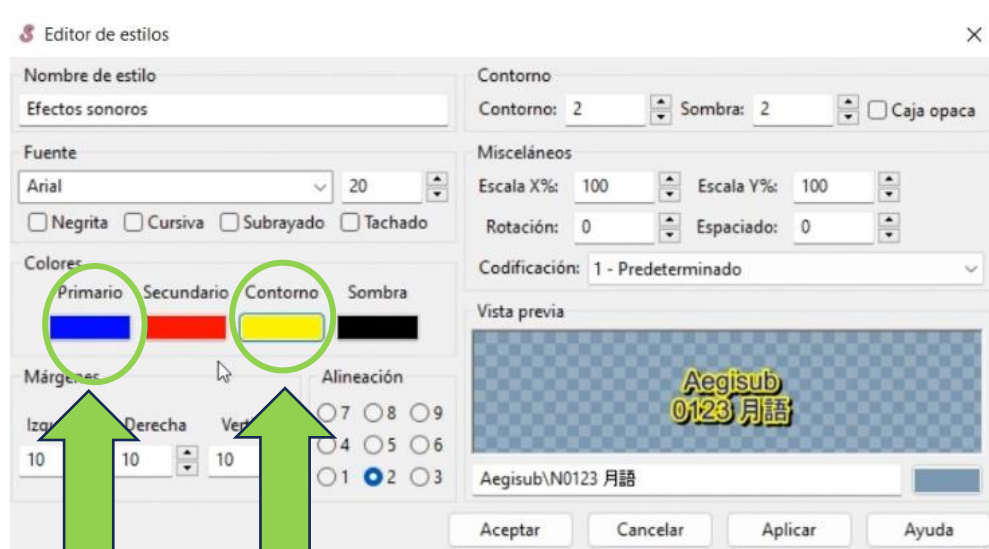 Editor de estilos
Nombre de estilo
Efectos sonoros
Fuente
Arial 20
Negrita Cursiva Subrayado Tachado
Colores
Primario Secundario Contorno Sombra
Márgenes
Derecha
10 10 10
Alineación
7 8 9
4 5 6
1 2 3
Contorno
Contorno: 2 Sombra: 2 Caja opaca
Misceláneos
Escala X%: 100 Escala Y%: 100
Rotación: 0 Espaciado: 0
Codificación: 1 - Predeterminado
Vista previa
Aegisub
0123 月語
Aegisub\N0123 月語
Aceptar Cancelar Aplicar Ayuda